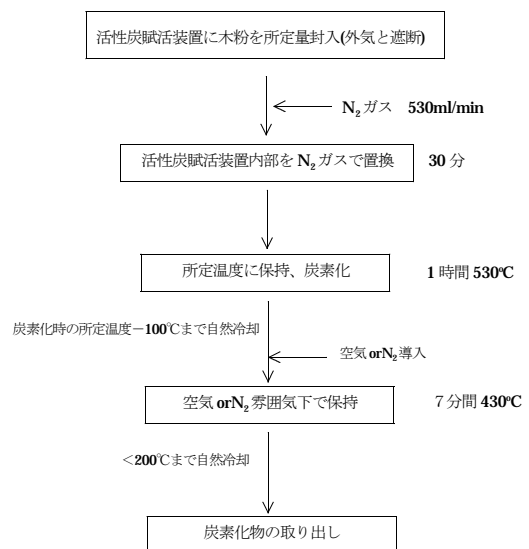 活性炭賦活装置に木粉を所定量封入(外気と遮断)
N₂ガス 530ml/min
活性炭賦活装置内部をN₂ガスで置換 30分
所定温度に保持、炭素化 1時間530℃
炭素化時の所定温度－100℃まで自然冷却
空気orN₂導入
空気orN₂雰囲気下で保持 7分間430℃
＜200℃まで自然冷却
炭素化物の取り出し